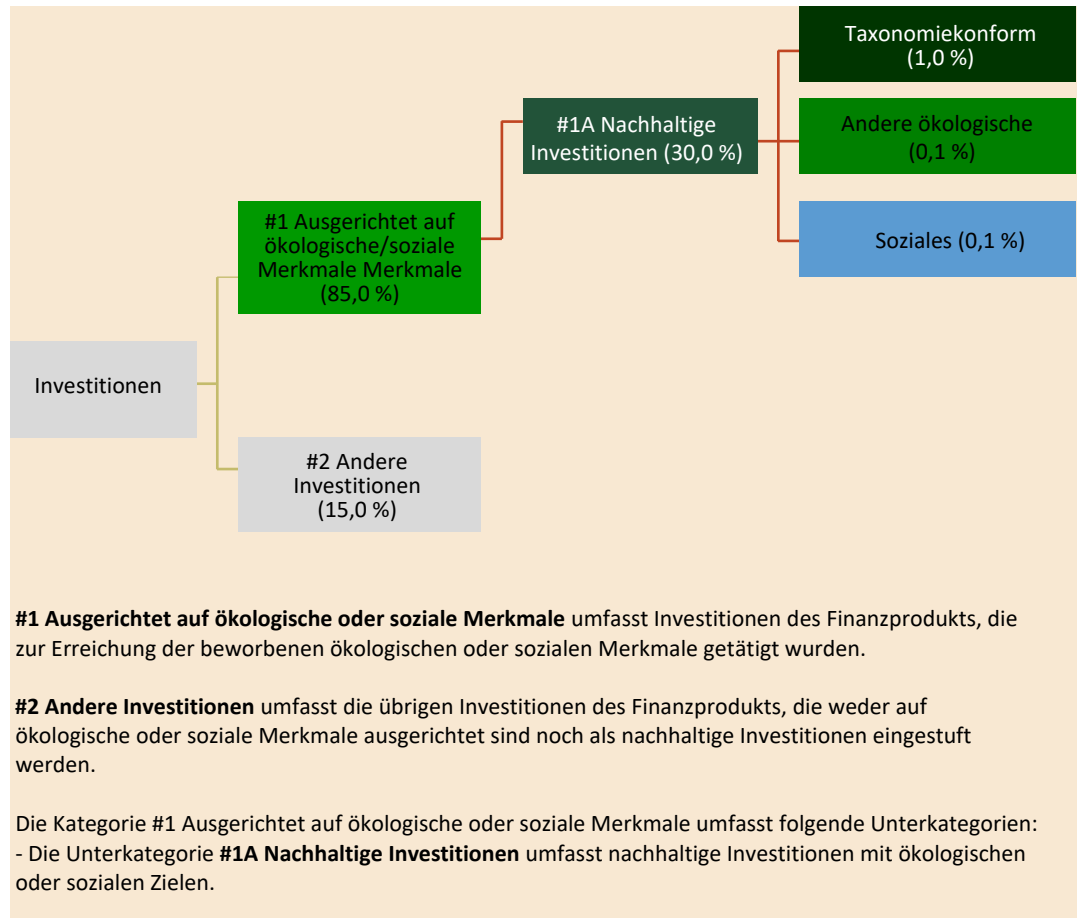 Taxonomiekonform
(1,0 %)
#1A Nachhaltige
Investitionen (30,0 %)
Andere ökologische
(0,1 %)
#1 Ausgerichtet auf
ökologische/soziale
Merkmale Merkmale
(85,0 %)
Soziales (0,1 %)
Investitionen
#2 Andere
Investitionen
(15,0 %)
#1 Ausgerichtet auf ökologische oder soziale Merkmale umfasst Investitionen des Finanzprodukts, die
zur Erreichung der beworbenen ökologischen oder sozialen Merkmale getätigt wurden.
#2 Andere Investitionen umfasst die übrigen Investitionen des Finanzprodukts, die weder auf
ökologische oder soziale Merkmale ausgerichtet sind noch als nachhaltige Investitionen eingestuft
werden.
Die Kategorie #1 Ausgerichtet auf ökologische oder soziale Merkmale umfasst folgende Unterkategorien:
- Die Unterkategorie #1A Nachhaltige Investitionen umfasst nachhaltige Investitionen mit ökologischen
oder sozialen Zielen.